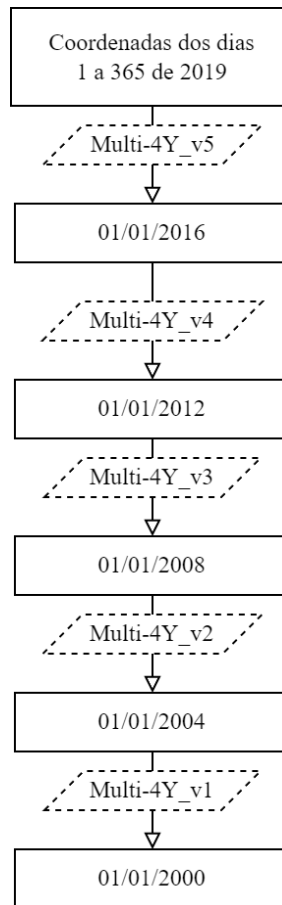 Coordenadas dos dias
1 a 365 de 2019
Multi-4Y_v5
01/01/2016
Multi-4Y_v4
01/01/2012
Multi-4Y_v3
01/01/2008
Multi-4Y_v2
01/01/2004
Multi-4Y_v1
01/01/2000